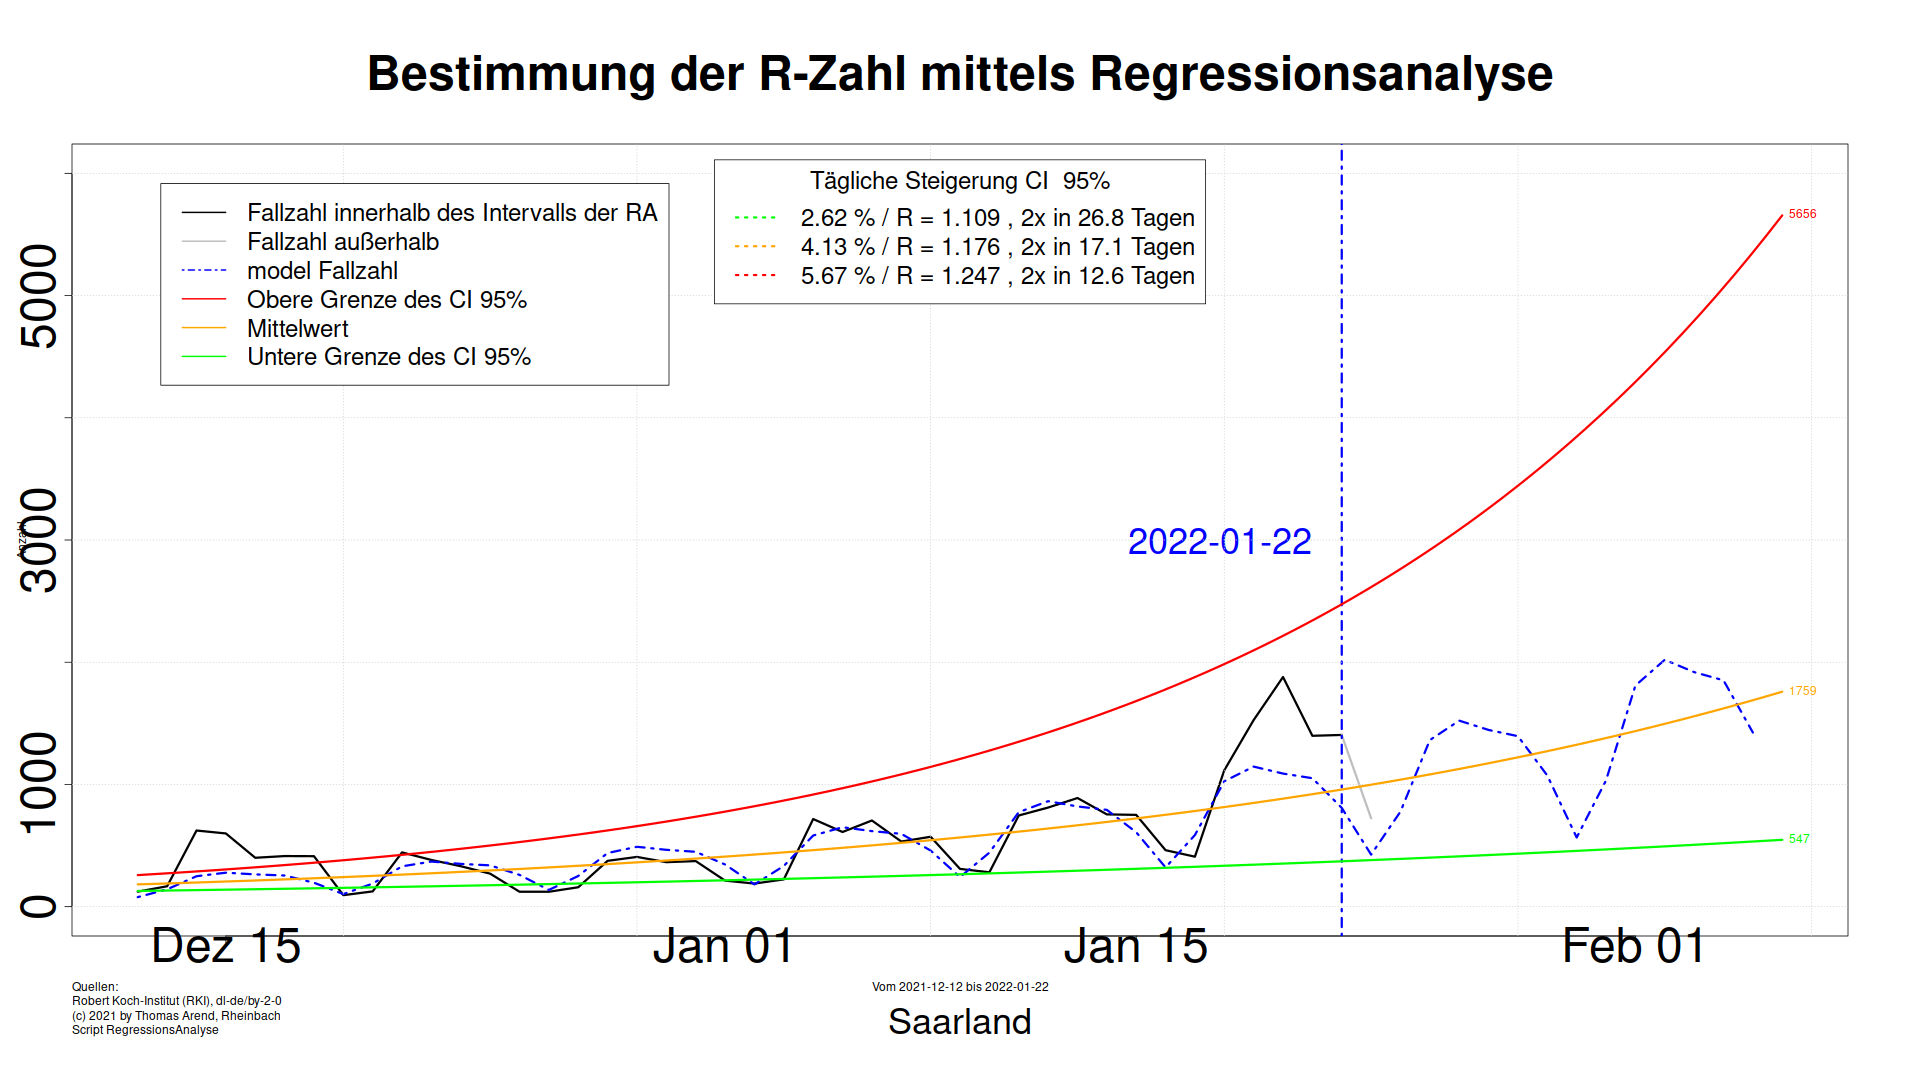 Bestimmung der R-Zahl mittels Regressionsanalyse
Fallzahl innerhalb des Intervalls der RA
Fallzahl außerhalb
model Fallzahl
Obere Grenze des CI 95%
Mittelwert
Untere Grenze des CI 95%
Tägliche Steigerung CI 95%
2.62 % / R = 1.109 , 2x in 26.8 Tagen
4.13 % / R = 1.176 , 2x in 17.1 Tagen
5.67 % / R = 1.247 , 2x in 12.6 Tagen
5656
2022-01-22
1759
547
5000
3000
1000
0
Anzahl
Dez 15
Jan 01
Jan 15
Feb 01
Quellen:
Robert Koch-Institut (RKI), dl-de/by-2-0
(c) 2021 by Thomas Arend, Rheinbach
Script RegressionsAnalyse
Vom 2021-12-12 bis 2022-01-22
Saarland